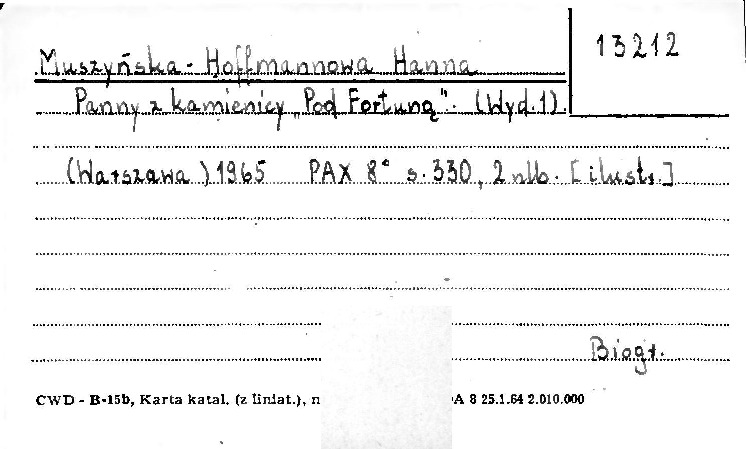 13212
Muszyńska-Hoffmannowa Hanna
Panny z kamienicy „Pod Fortuną". (Wyd.1).
(Warszawa) 1965 PAX 8° s.330, 2 nlb. [ilustr.]
Biogr.
CWD - B-15b, Karta katal. (z liniat.), n A 8 25.1.64 2.010.000